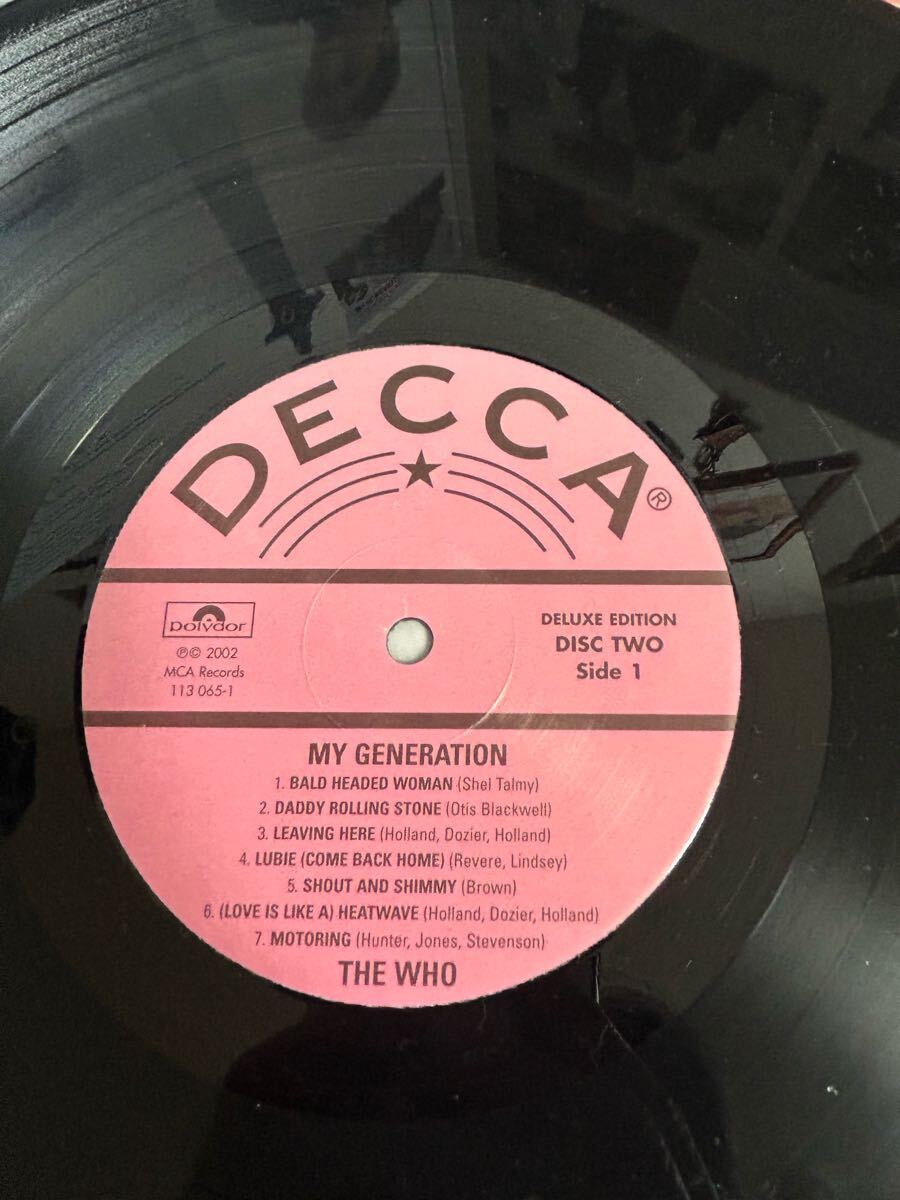 DECCA®
polydor
℗© 2002
MCA Records
113 065-1
DELUXE EDITION
DISC TWO
Side 1
MY GENERATION
1. BALD HEADED WOMAN (Shel Talmy)
2. DADDY ROLLING STONE (Otis Blackwell)
3. LEAVING HERE (Holland, Dozier, Holland)
4. LUBIE (COME BACK HOME) (Revere, Lindsey)
5. SHOUT AND SHIMMY (Brown)
6. (LOVE IS LIKE A) HEATWAVE (Holland, Dozier, Holland)
7. MOTORING (Hunter, Jones, Stevenson)
THE WHO